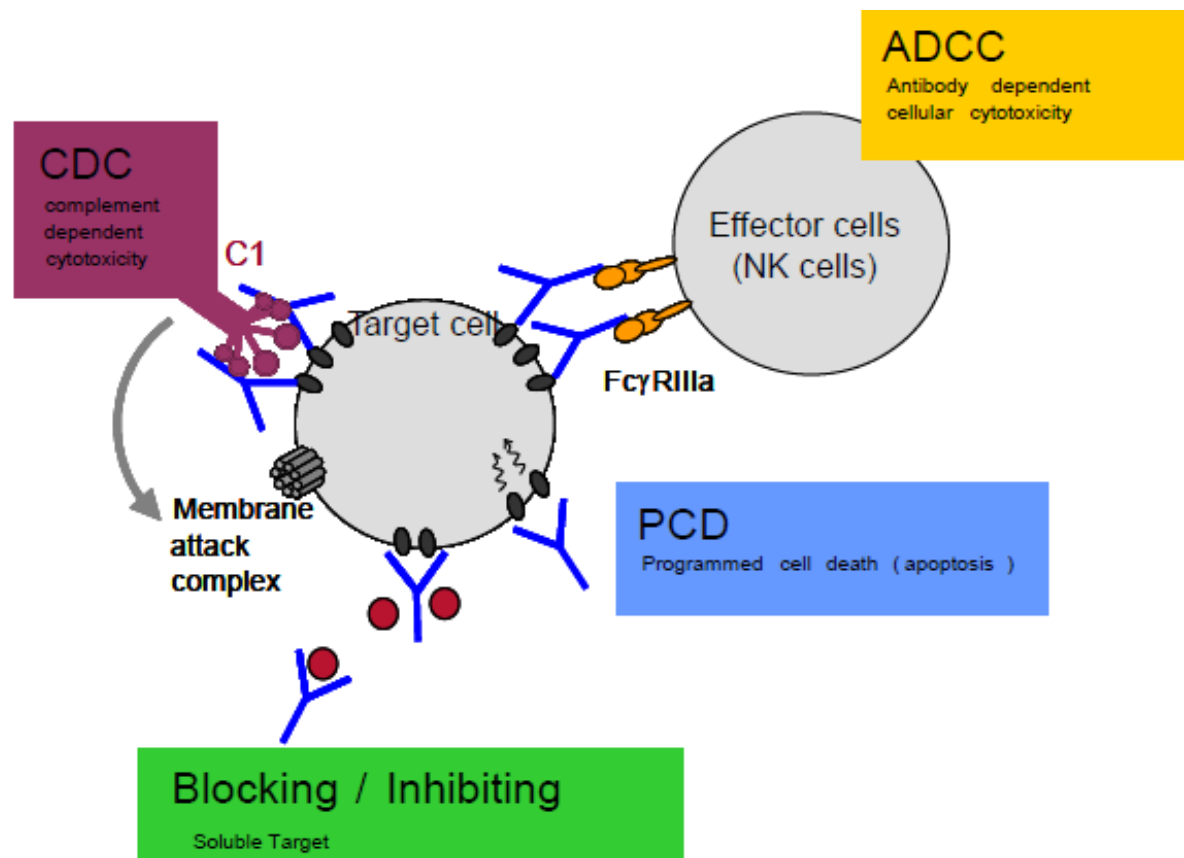 ADCC
Antibody dependent
cellular cytotoxicity
CDC
complement
dependent
cytotoxicity
C1
Effector cells
(NK cells)
Target cell
FcγRIIIa
Membrane
attack
complex
PCD
Programmed cell death ( apoptosis )
Blocking / Inhibiting
Soluble Target